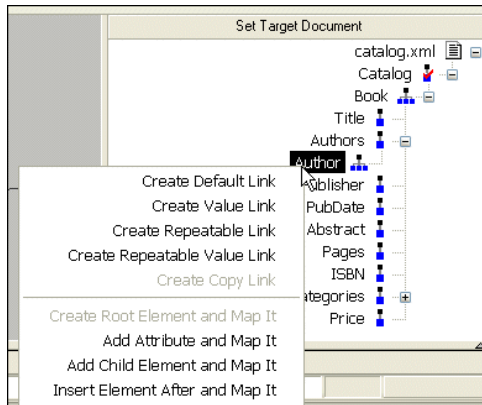 Set Target Document
catalog.xml
Catalog
Book
Title
Authors
Author
Publisher
PubDate
Abstract
Pages
ISBN
ategories
Price
Create Default Link
Create Value Link
Create Repeatable Link
Create Repeatable Value Link
Create Copy Link
Create Root Element and Map It
Add Attribute and Map It
Add Child Element and Map It
Insert Element After and Map It